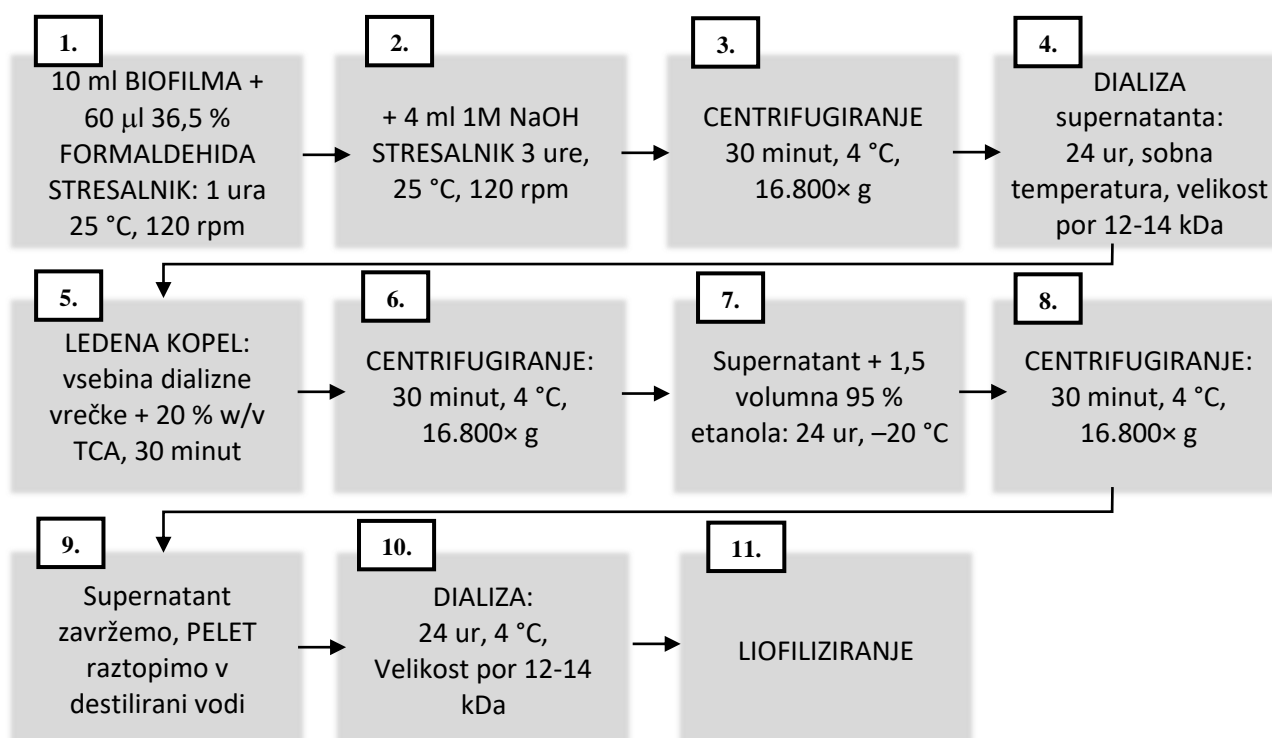 1.
10 ml BIOFILMA +
60 µl 36,5 %
FORMALDEHIDA
STRESALNIK: 1 ura
25 °C, 120 rpm
2.
+ 4 ml 1M NaOH
STRESALNIK 3 ure,
25 °C, 120 rpm
3.
CENTRIFUGIRANJE
30 minut, 4 °C,
16.800× g
4.
DIALIZA
supernatanta:
24 ur, sobna
temperatura, velikost
por 12-14 kDa
5.
LEDENA KOPEL:
vsebina dializne
vrečke + 20 % w/v
TCA, 30 minut
6.
CENTRIFUGIRANJE:
30 minut, 4 °C,
16.800× g
7.
Supernatant + 1,5
volumna 95 %
etanola: 24 ur, –20 °C
8.
CENTRIFUGIRANJE:
30 minut, 4 °C,
16.800× g
9.
Supernatant
zavržemo, PELET
raztopimo v
destilirani vodi
10.
DIALIZA:
24 ur, 4 °C,
Velikost por 12-14
kDa
11.
LIOFILIZIRANJE